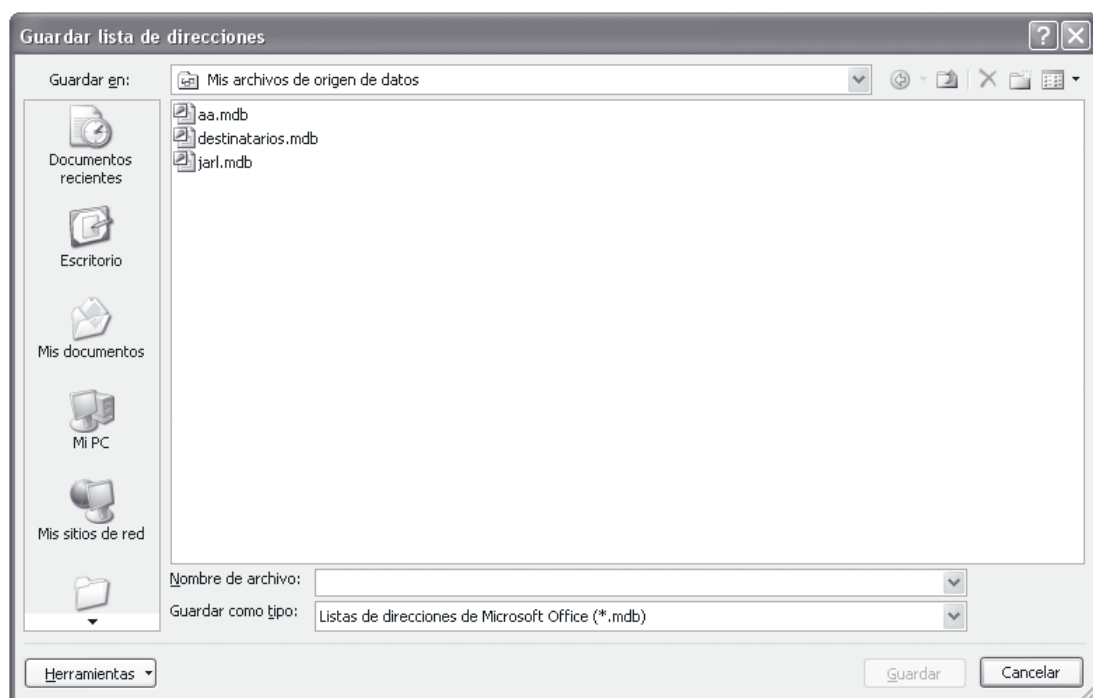 Guardar lista de direcciones
Guardar en:
Mis archivos de origen de datos
Documentos
recientes
Escritorio
Mis documentos
Mi PC
Mis sitios de red
aa.mdb
destinatarios.mdb
jarl.mdb
Nombre de archivo:
Guardar como tipo:
Listas de direcciones de Microsoft Office (*.mdb)
Herramientas
Guardar
Cancelar